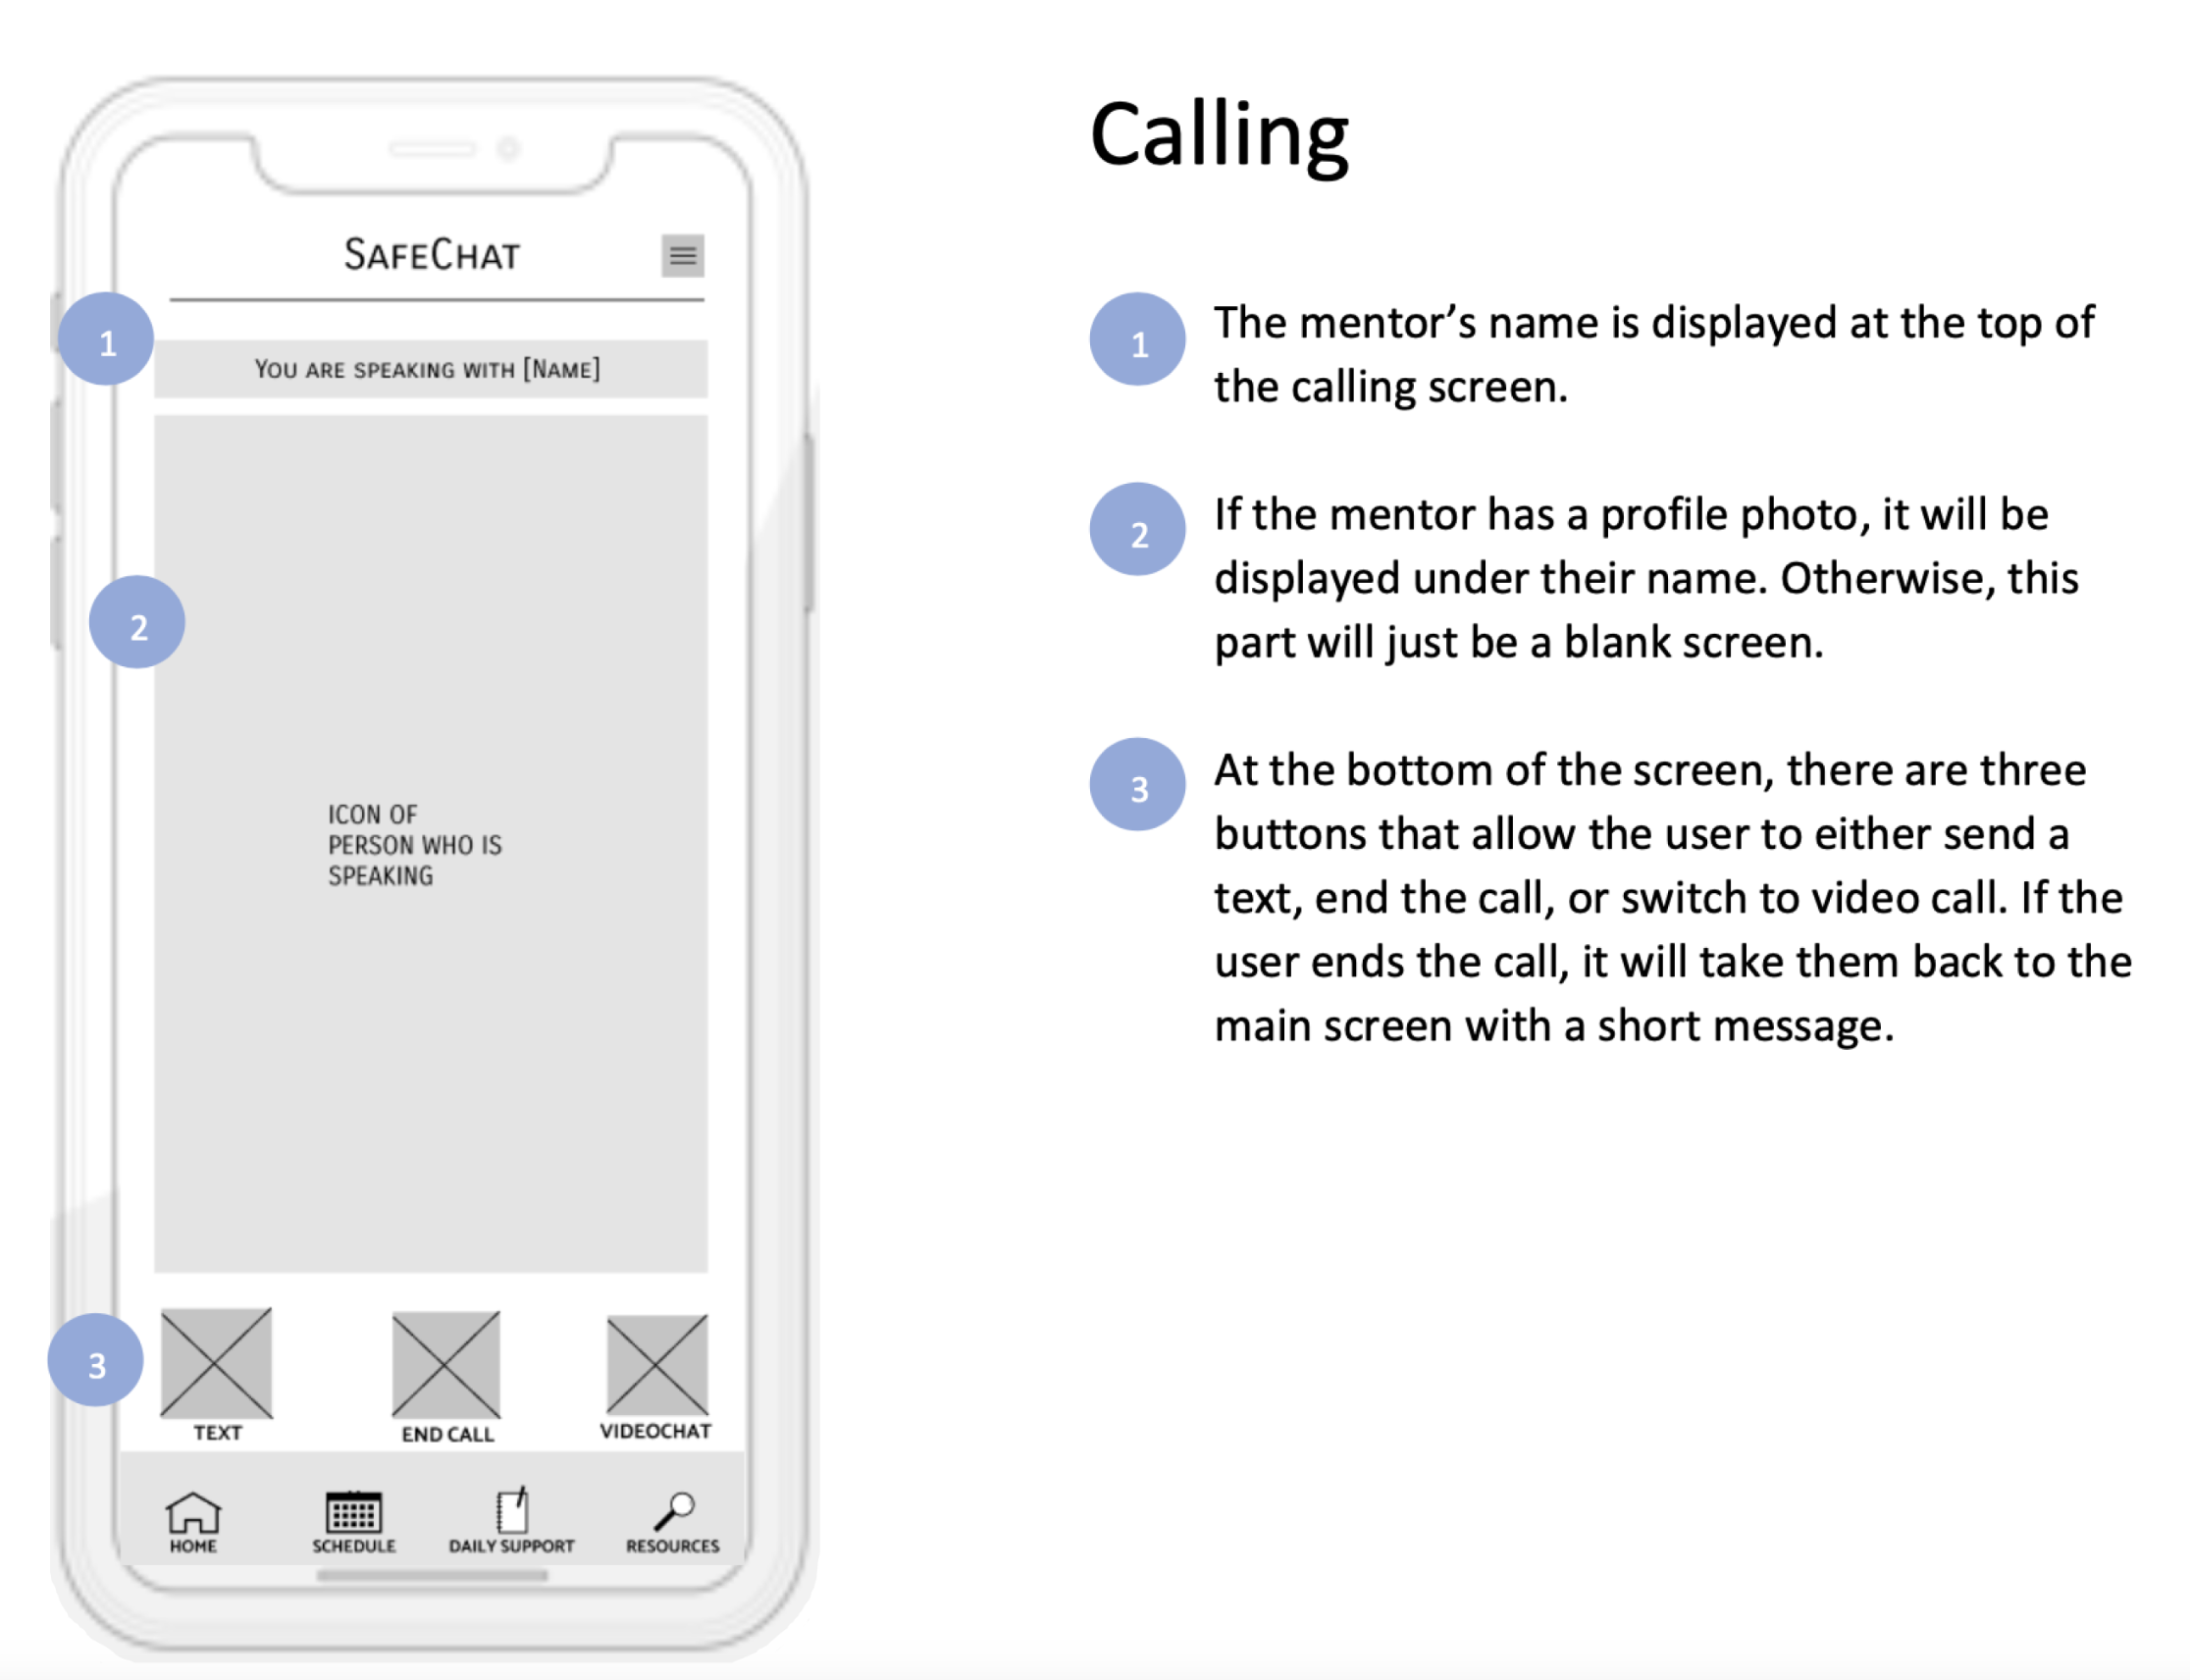 SAFECHAT
1
YOU ARE SPEAKING WITH [NAME]
2
ICON OF
PERSON WHO IS
SPEAKING
3
TEXT
END CALL
VIDEOCHAT
HOME
SCHEDULE
DAILY SUPPORT
RESOURCES
Calling
1
The mentor’s name is displayed at the top of
the calling screen.
2
If the mentor has a profile photo, it will be
displayed under their name. Otherwise, this
part will just be a blank screen.
3
At the bottom of the screen, there are three
buttons that allow the user to either send a
text, end the call, or switch to video call. If the
user ends the call, it will take them back to the
main screen with a short message.